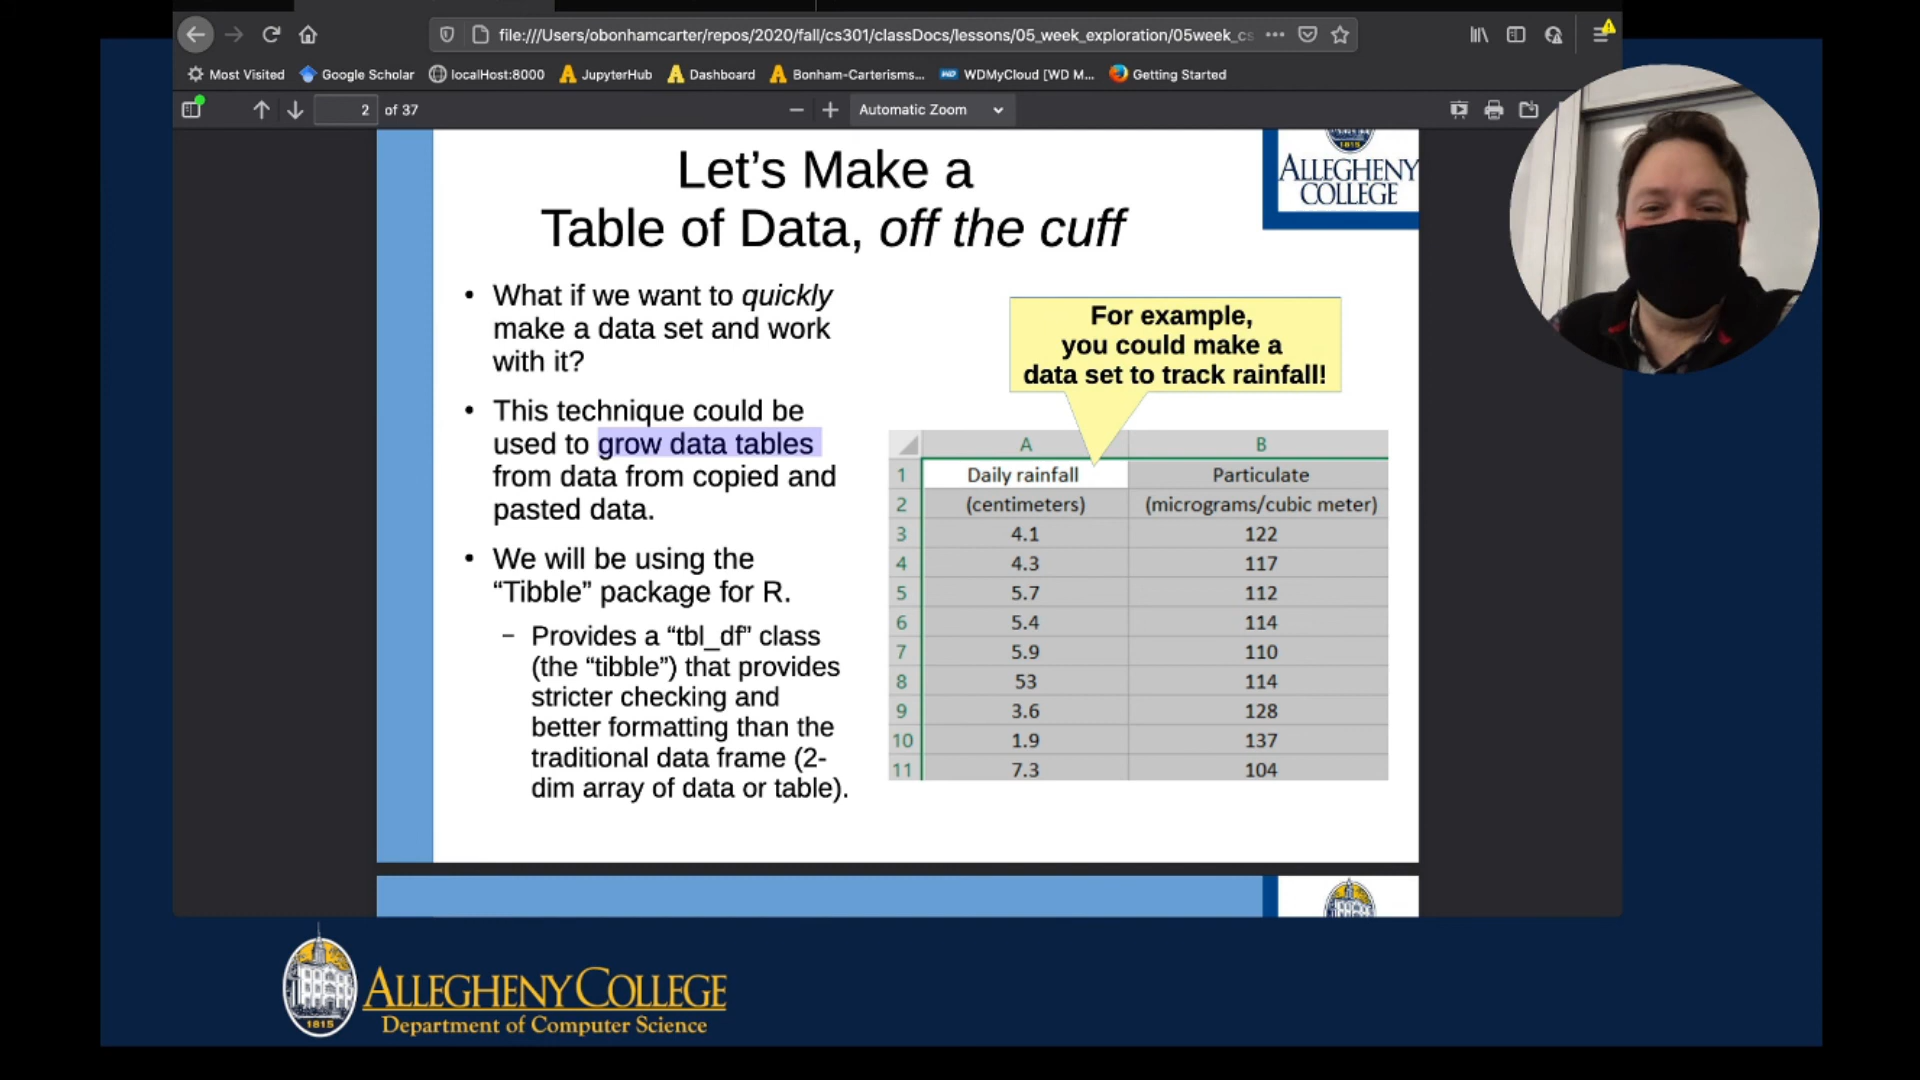 file:///Users/obonhamcarter/repos/2020/fall/cs301/classDocs/lessons/05_week_exploration/05week_cs
Most Visited
Google Scholar
localHost:8000
JupyterHub
Dashboard
Bonham-Carterisms...
WD
WDMyCloud [WD M...
Getting Started
2
of 37
Automatic Zoom
Let’s Make a
Table of Data, off the cuff
1815
ALLEGHENY
COLLEGE
• What if we want to quickly
make a data set and work
with it?
• This technique could be
used to grow data tables
from data from copied and
pasted data.
• We will be using the
“Tibble” package for R.
– Provides a “tbl_df” class
(the “tibble”) that provides
stricter checking and
better formatting than the
traditional data frame (2-
dim array of data or table).
For example,
you could make a
data set to track rainfall!
A B
1 Daily rainfall Particulate
2 (centimeters) (micrograms/cubic meter)
3 4.1 122
4 4.3 117
5 5.7 112
6 5.4 114
7 5.9 110
8 53 114
9 3.6 128
10 1.9 137
11 7.3 104
1815
ALLEGHENY COLLEGE
Department of Computer Science